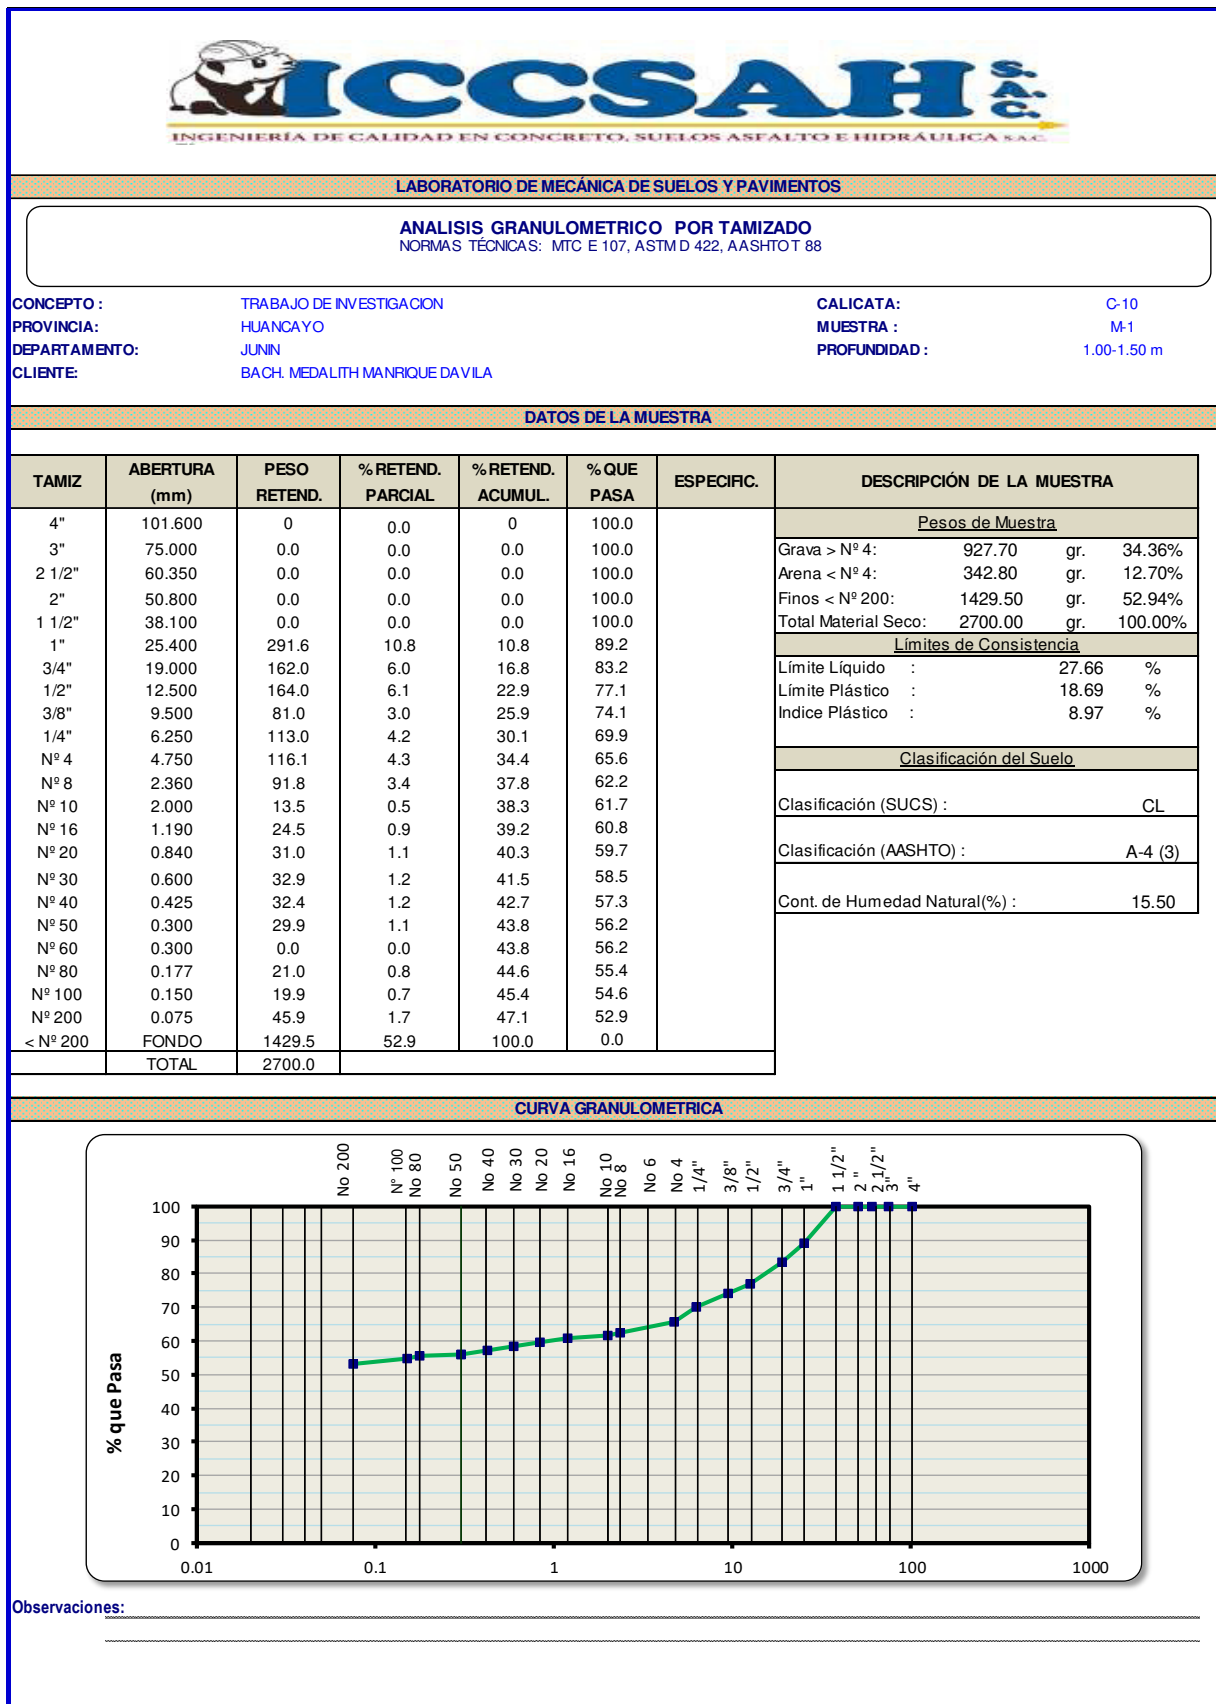 ICCSAH S.A.C.
INGENIERÍA DE CALIDAD EN CONCRETO, SUELOS ASFALTO E HIDRÁULICA S.A.C.
LABORATORIO DE MECÁNICA DE SUELOS Y PAVIMENTOS
ANALISIS GRANULOMETRICO POR TAMIZADO
NORMAS TÉCNICAS: MTC E 107, ASTM D 422, AASHTO T 88
CONCEPTO : TRABAJO DE INVESTIGACION CALICATA: C-10
PROVINCIA: HUANCAYO MUESTRA : M-1
DEPARTAMENTO: JUNIN PROFUNDIDAD : 1.00-1.50 m
CLIENTE: BACH. MEDALITH MANRIQUE DAVILA
DATOS DE LA MUESTRA
TAMIZ ABERTURA (mm) PESO RETEND. % RETEND. PARCIAL % RETEND. ACUMUL. % QUE PASA ESPECIFIC. DESCRIPCIÓN DE LA MUESTRA
4" 101.600 0 0.0 0 100.0 Pesos de Muestra
3" 75.000 0.0 0.0 0.0 100.0 Grava > Nº 4: 927.70 gr. 34.36%
2 1/2" 60.350 0.0 0.0 0.0 100.0 Arena < Nº 4: 342.80 gr. 12.70%
2" 50.800 0.0 0.0 0.0 100.0 Finos < Nº 200: 1429.50 gr. 52.94%
1 1/2" 38.100 0.0 0.0 0.0 100.0 Total Material Seco: 2700.00 gr. 100.00%
1" 25.400 291.6 10.8 10.8 89.2 Límites de Consistencia
3/4" 19.000 162.0 6.0 16.8 83.2 Límite Líquido : 27.66 %
1/2" 12.500 164.0 6.1 22.9 77.1 Límite Plástico : 18.69 %
3/8" 9.500 81.0 3.0 25.9 74.1 Indice Plástico : 8.97 %
1/4" 6.250 113.0 4.2 30.1 69.9
Nº 4 4.750 116.1 4.3 34.4 65.6 Clasificación del Suelo
Nº 8 2.360 91.8 3.4 37.8 62.2
Nº 10 2.000 13.5 0.5 38.3 61.7 Clasificación (SUCS) : CL
Nº 16 1.190 24.5 0.9 39.2 60.8
Nº 20 0.840 31.0 1.1 40.3 59.7 Clasificación (AASHTO) : A-4 (3)
Nº 30 0.600 32.9 1.2 41.5 58.5
Nº 40 0.425 32.4 1.2 42.7 57.3 Cont. de Humedad Natural(%) : 15.50
Nº 50 0.300 29.9 1.1 43.8 56.2
Nº 60 0.300 0.0 0.0 43.8 56.2
Nº 80 0.177 21.0 0.8 44.6 55.4
Nº 100 0.150 19.9 0.7 45.4 54.6
Nº 200 0.075 45.9 1.7 47.1 52.9
< Nº 200 FONDO 1429.5 52.9 100.0 0.0
TOTAL 2700.0
CURVA GRANULOMETRICA
No 200 N° 100 No 80 No 50 No 40 No 30 No 20 No 16 No 10 No 8 No 6 No 4 1/4" 3/8" 1/2" 3/4" 1" 1 1/2" 2 " 2 1/2" 3" 4"
% que Pasa
100
90
80
70
60
50
40
30
20
10
0
0.01 0.1 1 10 100 1000
Observaciones: